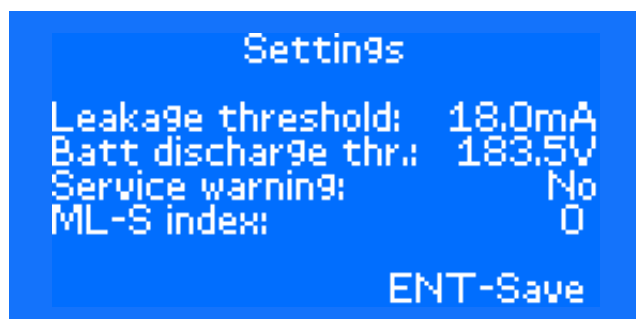 Settings
Leakage threshold: 18.0mA
Batt discharge thr.: 183.5V
Service warning: No
ML-S index: 0
ENT-Save